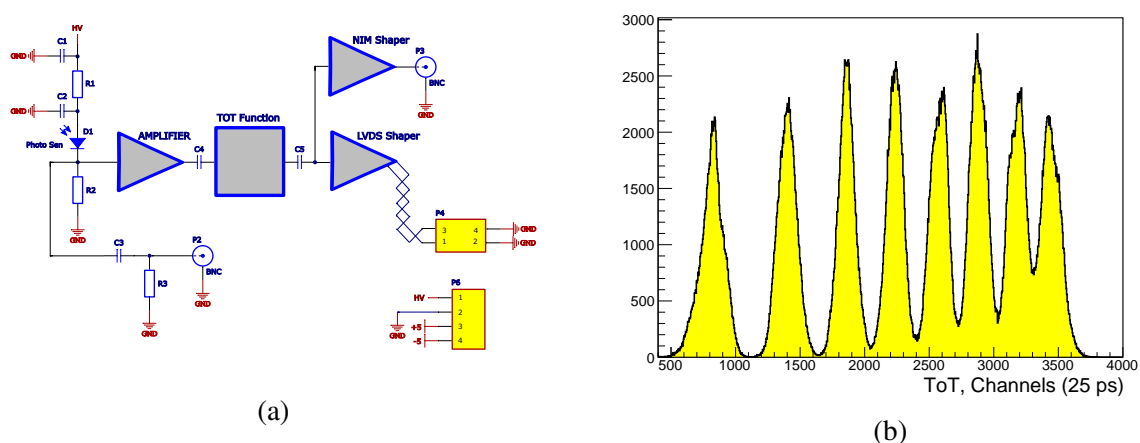 HV
C1
GND
R1
C2
GND
D1
Photo Sen
R2
GND
AMPLIFIER
C4
TOT Function
C5
NIM Shaper
P3
BNC
GND
LVDS Shaper
P4
3 4
1 2
GND
GND
C3
P2
BNC
R3
GND
GND
P6
HV
1
2
GND
+5
3
-5
4
(a)
3000
2500
2000
1500
1000
500
0
500 1000 1500 2000 2500 3000 3500 4000
ToT, Channels (25 ps)
(b)